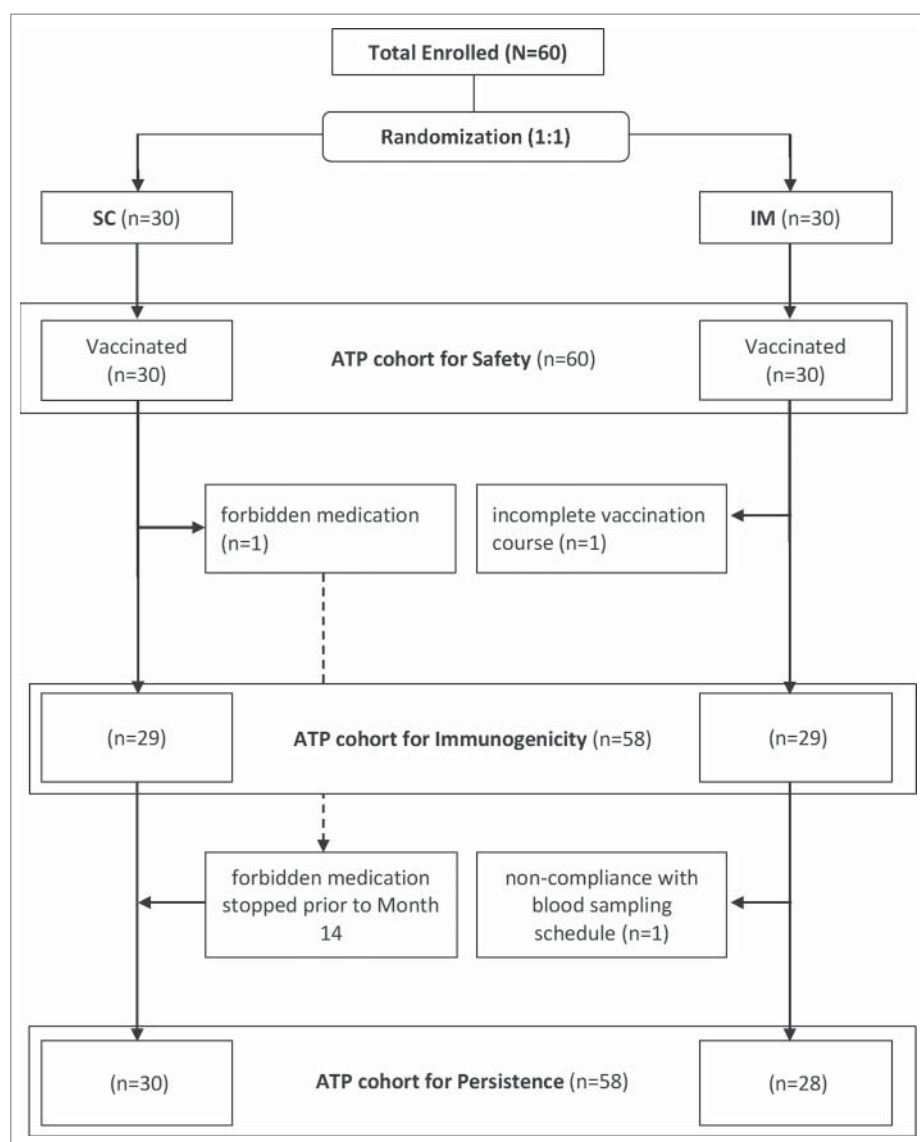 Total Enrolled (N=60)
Randomization (1:1)
SC (n=30)
IM (n=30)
Vaccinated
(n=30)
ATP cohort for Safety (n=60)
Vaccinated
(n=30)
forbidden medication
(n=1)
incomplete vaccination
course (n=1)
(n=29)
ATP cohort for Immunogenicity (n=58)
(n=29)
forbidden medication
stopped prior to Month
14
non-compliance with
blood sampling
schedule (n=1)
(n=30)
ATP cohort for Persistence (n=58)
(n=28)